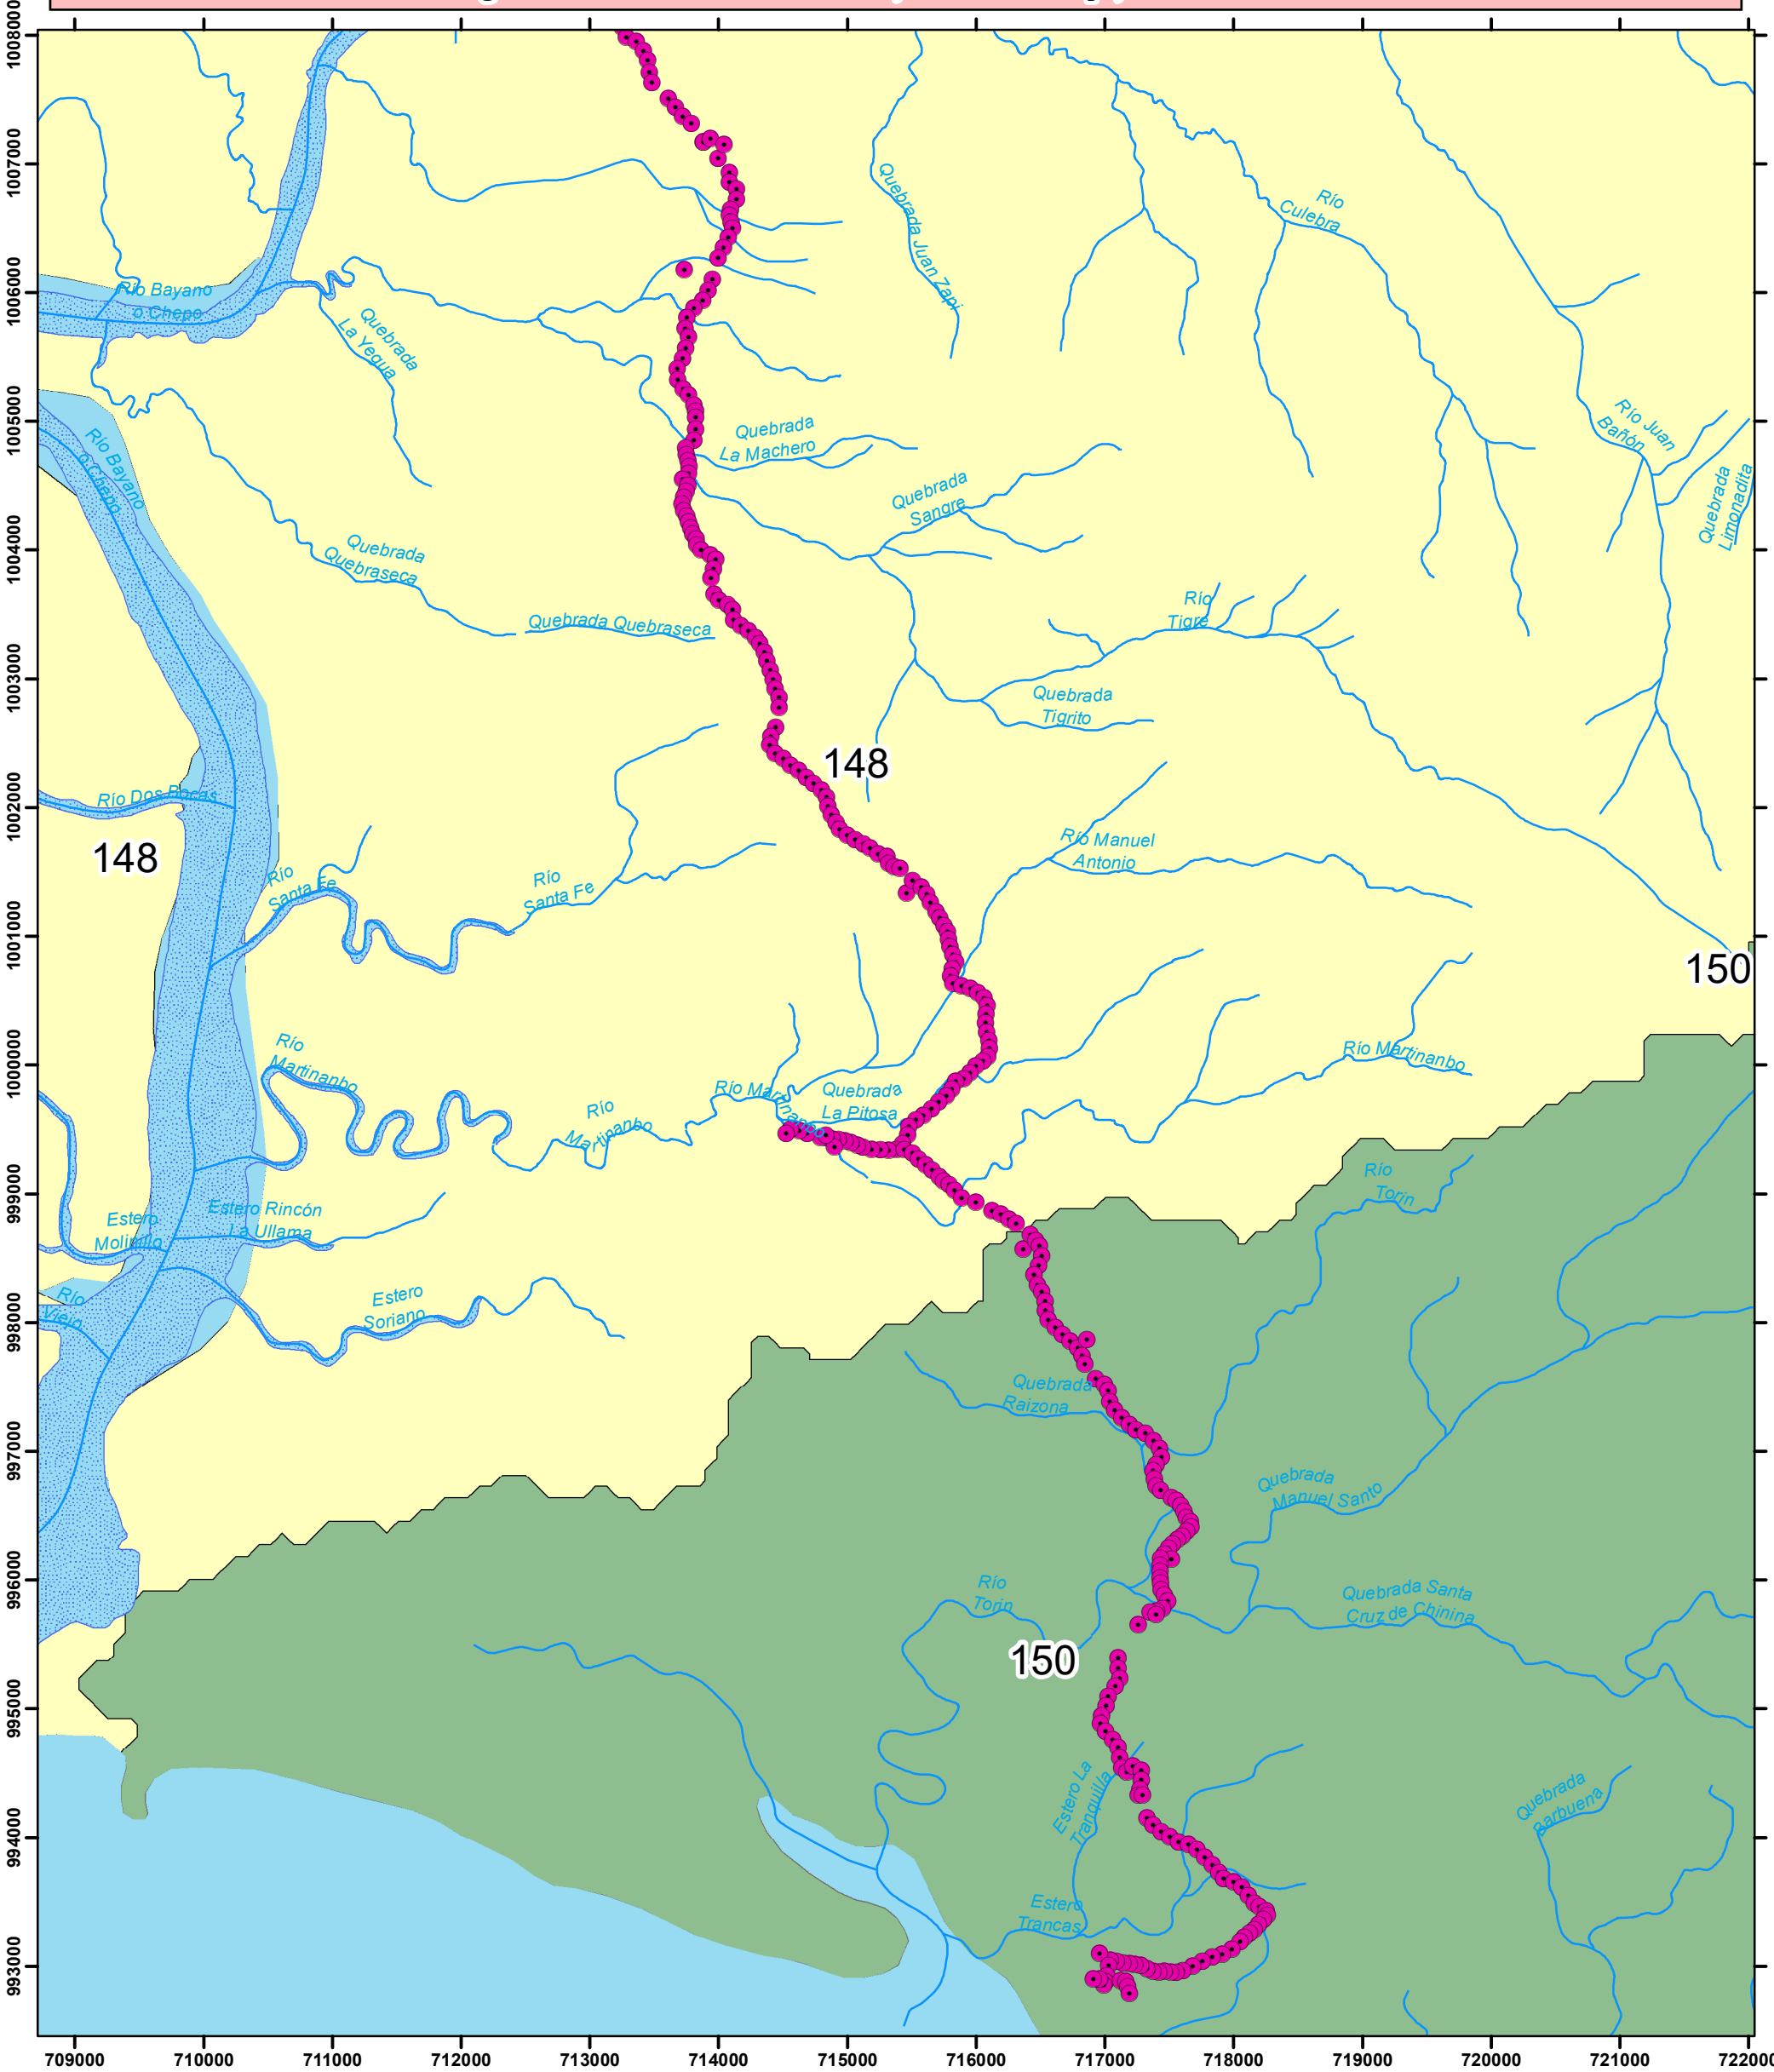 1008000
1007000
1006000
1005000
1004000
1003000
1002000
1001000
1000000
999000
998000
997000
996000
995000
994000
993000
Quebrada Juan Zapi
Río
Culebra
Río Bayano
o Chepo
Quebrada
La Yegua
Río Bayano
o Chepo
Quebrada
La Machero
Río Juan
Bañón
Quebrada
Limonadita
Quebrada
Sangre
Quebrada
Quebraseca
Quebrada Quebraseca
Río
Tigre
Quebrada
Tigrito
148
Río Dos Bocas
148
Río
Santa Fe
Río
Santa Fe
Río Manuel
Antonio
150
Río
Martinanbo
Río
Martinanbo
Río Martinanbo
Quebrada
La Pitosa
Río Martinanbo
Estero
Molinillo
Estero Rincón
La Ullama
Río
Viejo
Estero
Soriano
Río
Torin
Quebrada
Raizona
Quebrada
Manuel Santo
Río
Torin
Quebrada Santa
Cruz de Chinina
150
Estero La
Tranquilla
Quebrada
Barbuena
Estero
Trancas
709000
710000
711000
712000
713000
714000
715000
716000
717000
718000
719000
720000
721000